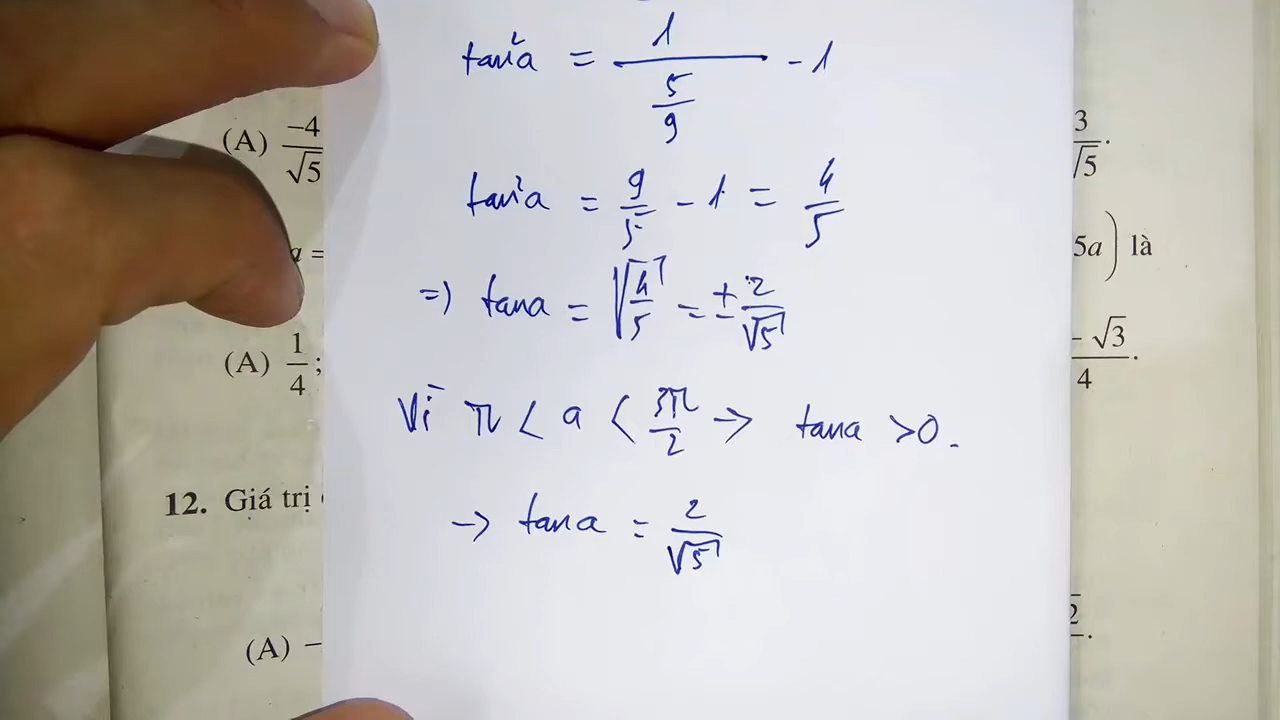 tan²a = 1/(5/9) - 1
(A) -4/√5
3/√5.
tan²a = 9/5 - 1 = 4/5
a =
5a) là
=) tana = √(4/5) = ± 2/√5
(A) 1/4 ;
- √3/4.
Vì π < a < 3π/2 → tana > 0.
12. Giá trị
→ tana = 2/√5
(A) −